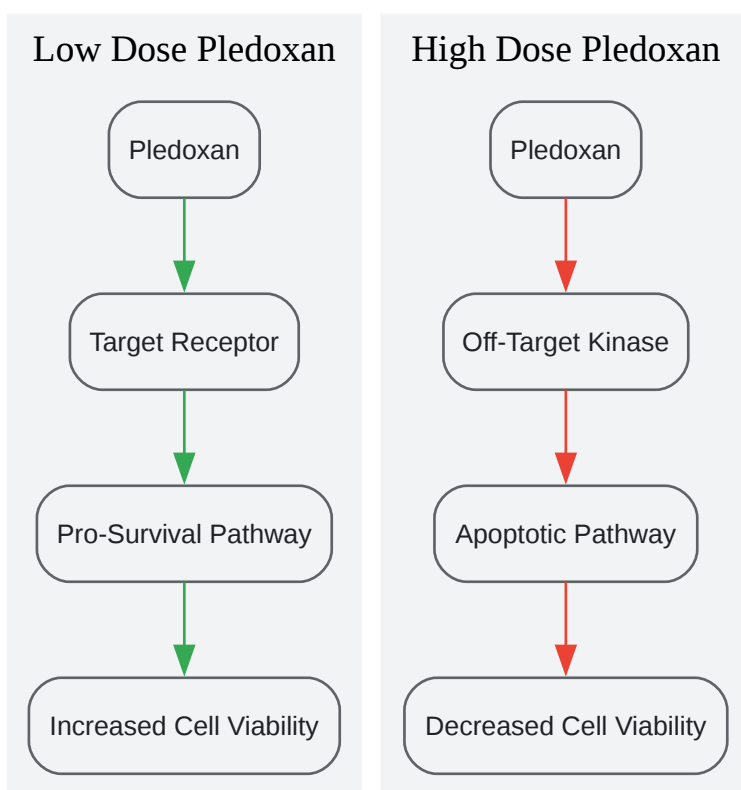 Low Dose Pledoxan
Pledoxan
Target Receptor
Pro-Survival Pathway
Increased Cell Viability
High Dose Pledoxan
Pledoxan
Off-Target Kinase
Apoptotic Pathway
Decreased Cell Viability